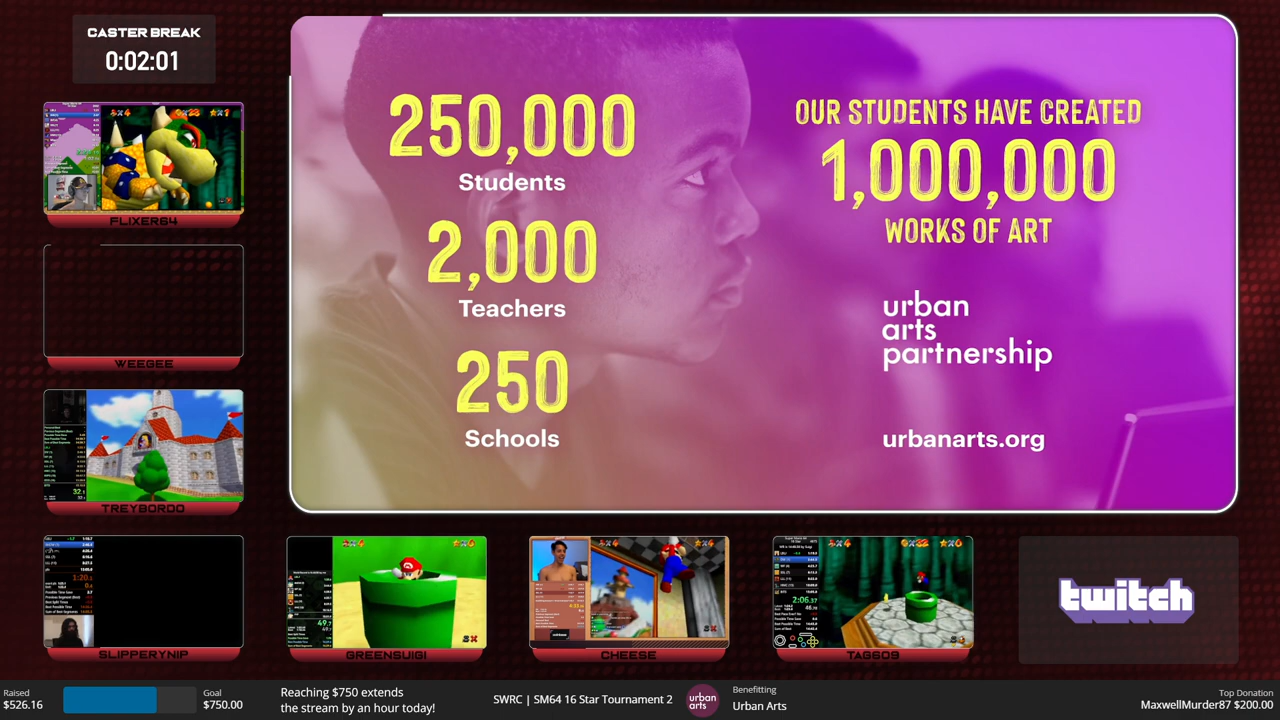 CASTER BREAK
0:02:01
FLIXER64
WEEGEE
TREYBORDO
SLIPPERYNIP
GREENSUIGI
CHEESE
TAG609
250,000
Students
2,000
Teachers
250
Schools
OUR STUDENTS HAVE CREATED
1,000,000
WORKS OF ART
urban
arts
partnership
urbanarts.org
twitch
Raised
$526.16
Goal
$750.00
Reaching $750 extends
the stream by an hour today!
SWRC | SM64 16 Star Tournament 2
urban
arts
Benefitting
Urban Arts
Top Donation
MaxwellMurder87 $200.00